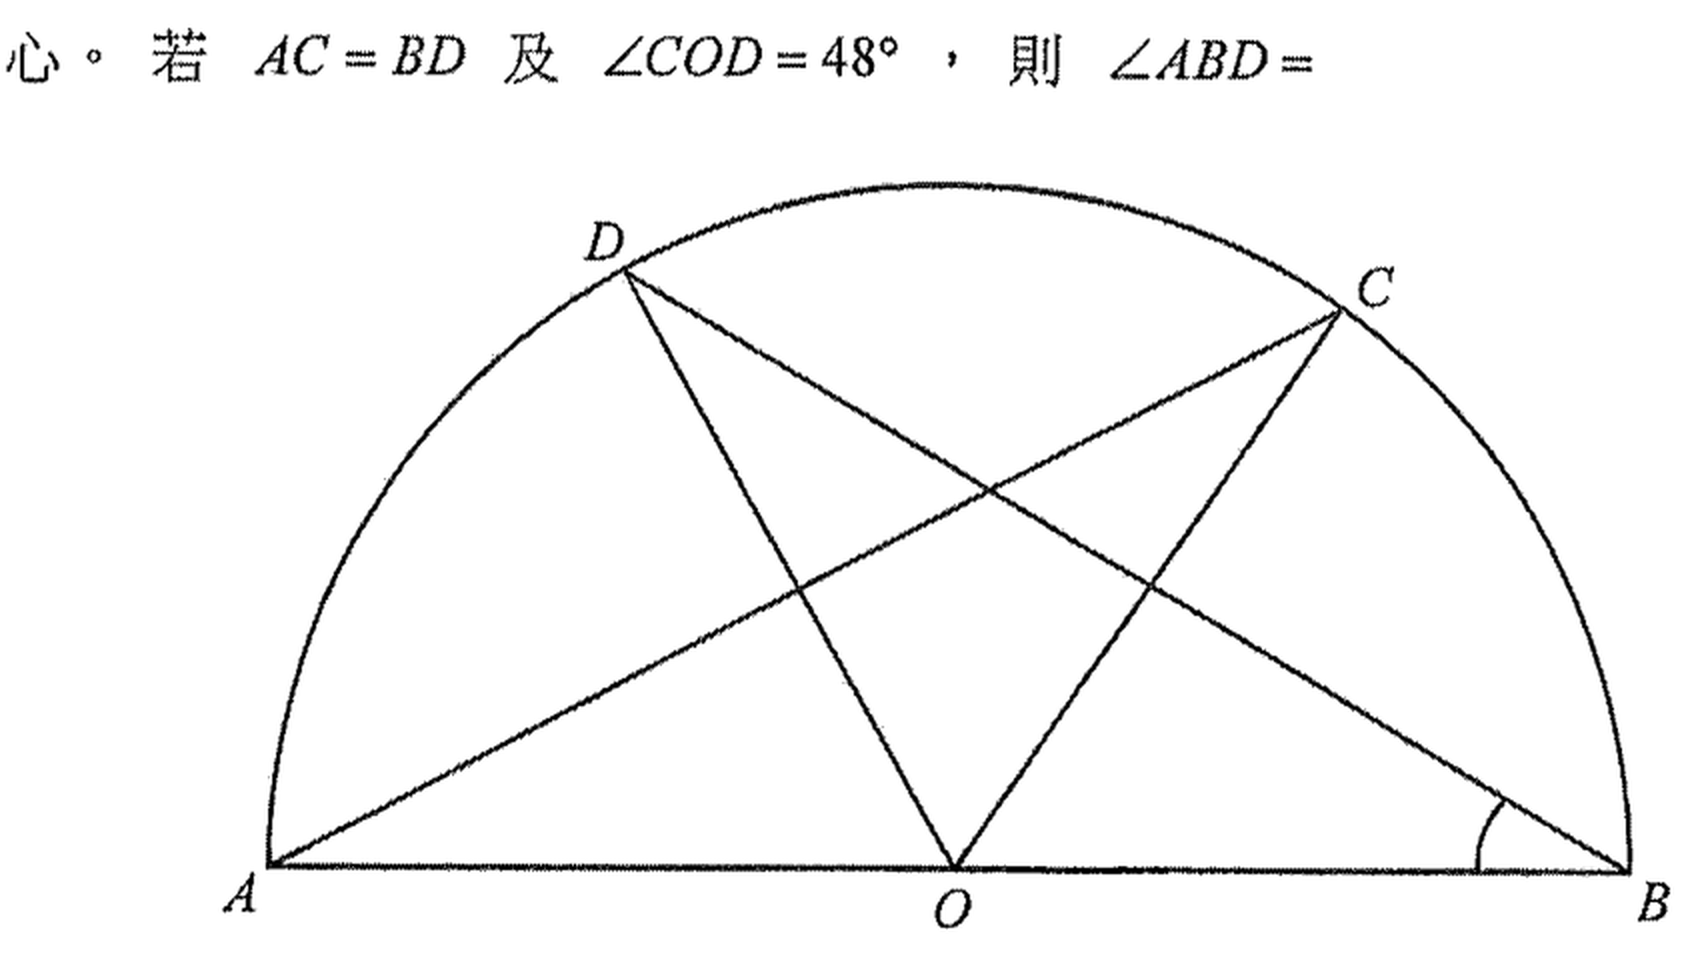 心。 若 AC = BD 及 ∠COD = 48° ， 則 ∠ABD =
D
C
A
O
B